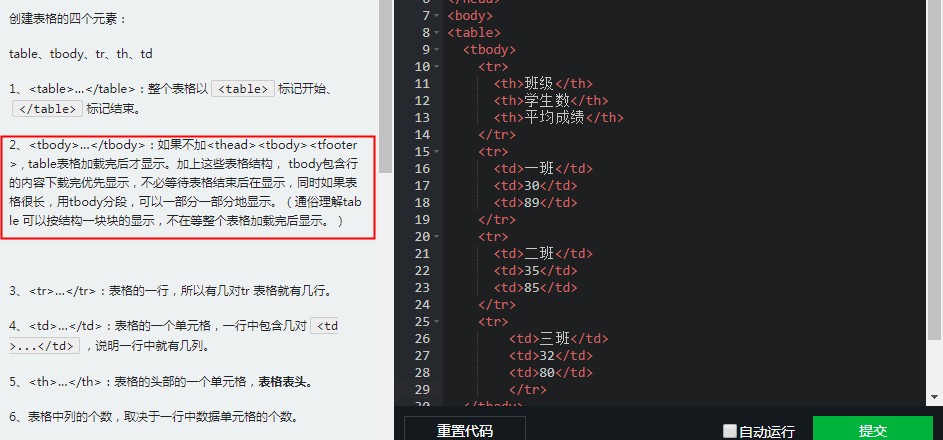 创建表格的四个元素：
table、tbody、tr、th、td
1、<table>…</table>：整个表格以 <table> 标记开始、
</table> 标记结束。
2、<tbody>…</tbody>：如果不加<thead><tbody><tfooter
>，table表格加载完后才显示。加上这些表格结构， tbody包含行
的内容下载完优先显示，不必等待表格结束后在显示，同时如果表
格很长，用tbody分段，可以一部分一部分地显示。（通俗理解tab
le 可以按结构一块块的显示，不在等整个表格加载完后显示。）
3、<tr>…</tr>：表格的一行，所以有几对tr 表格就有几行。
4、<td>…</td>：表格的一个单元格，一行中包含几对 <td
>...</td> ，说明一行中就有几列。
5、<th>…</th>：表格的头部的一个单元格，表格表头。
6、表格中列的个数，取决于一行中数据单元格的个数。
6 </head>
7 <body>
8 <table>
9 <tbody>
10 <tr>
11 <th>班级</th>
12 <th>学生数</th>
13 <th>平均成绩</th>
14 </tr>
15 <tr>
16 <td>一班</td>
17 <td>30</td>
18 <td>89</td>
19 </tr>
20 <tr>
21 <td>二班</td>
22 <td>35</td>
23 <td>85</td>
24 </tr>
25 <tr>
26 <td>三班</td>
27 <td>32</td>
28 <td>80</td>
29 </tr>
30 </tbody>
重置代码
自动运行
提交